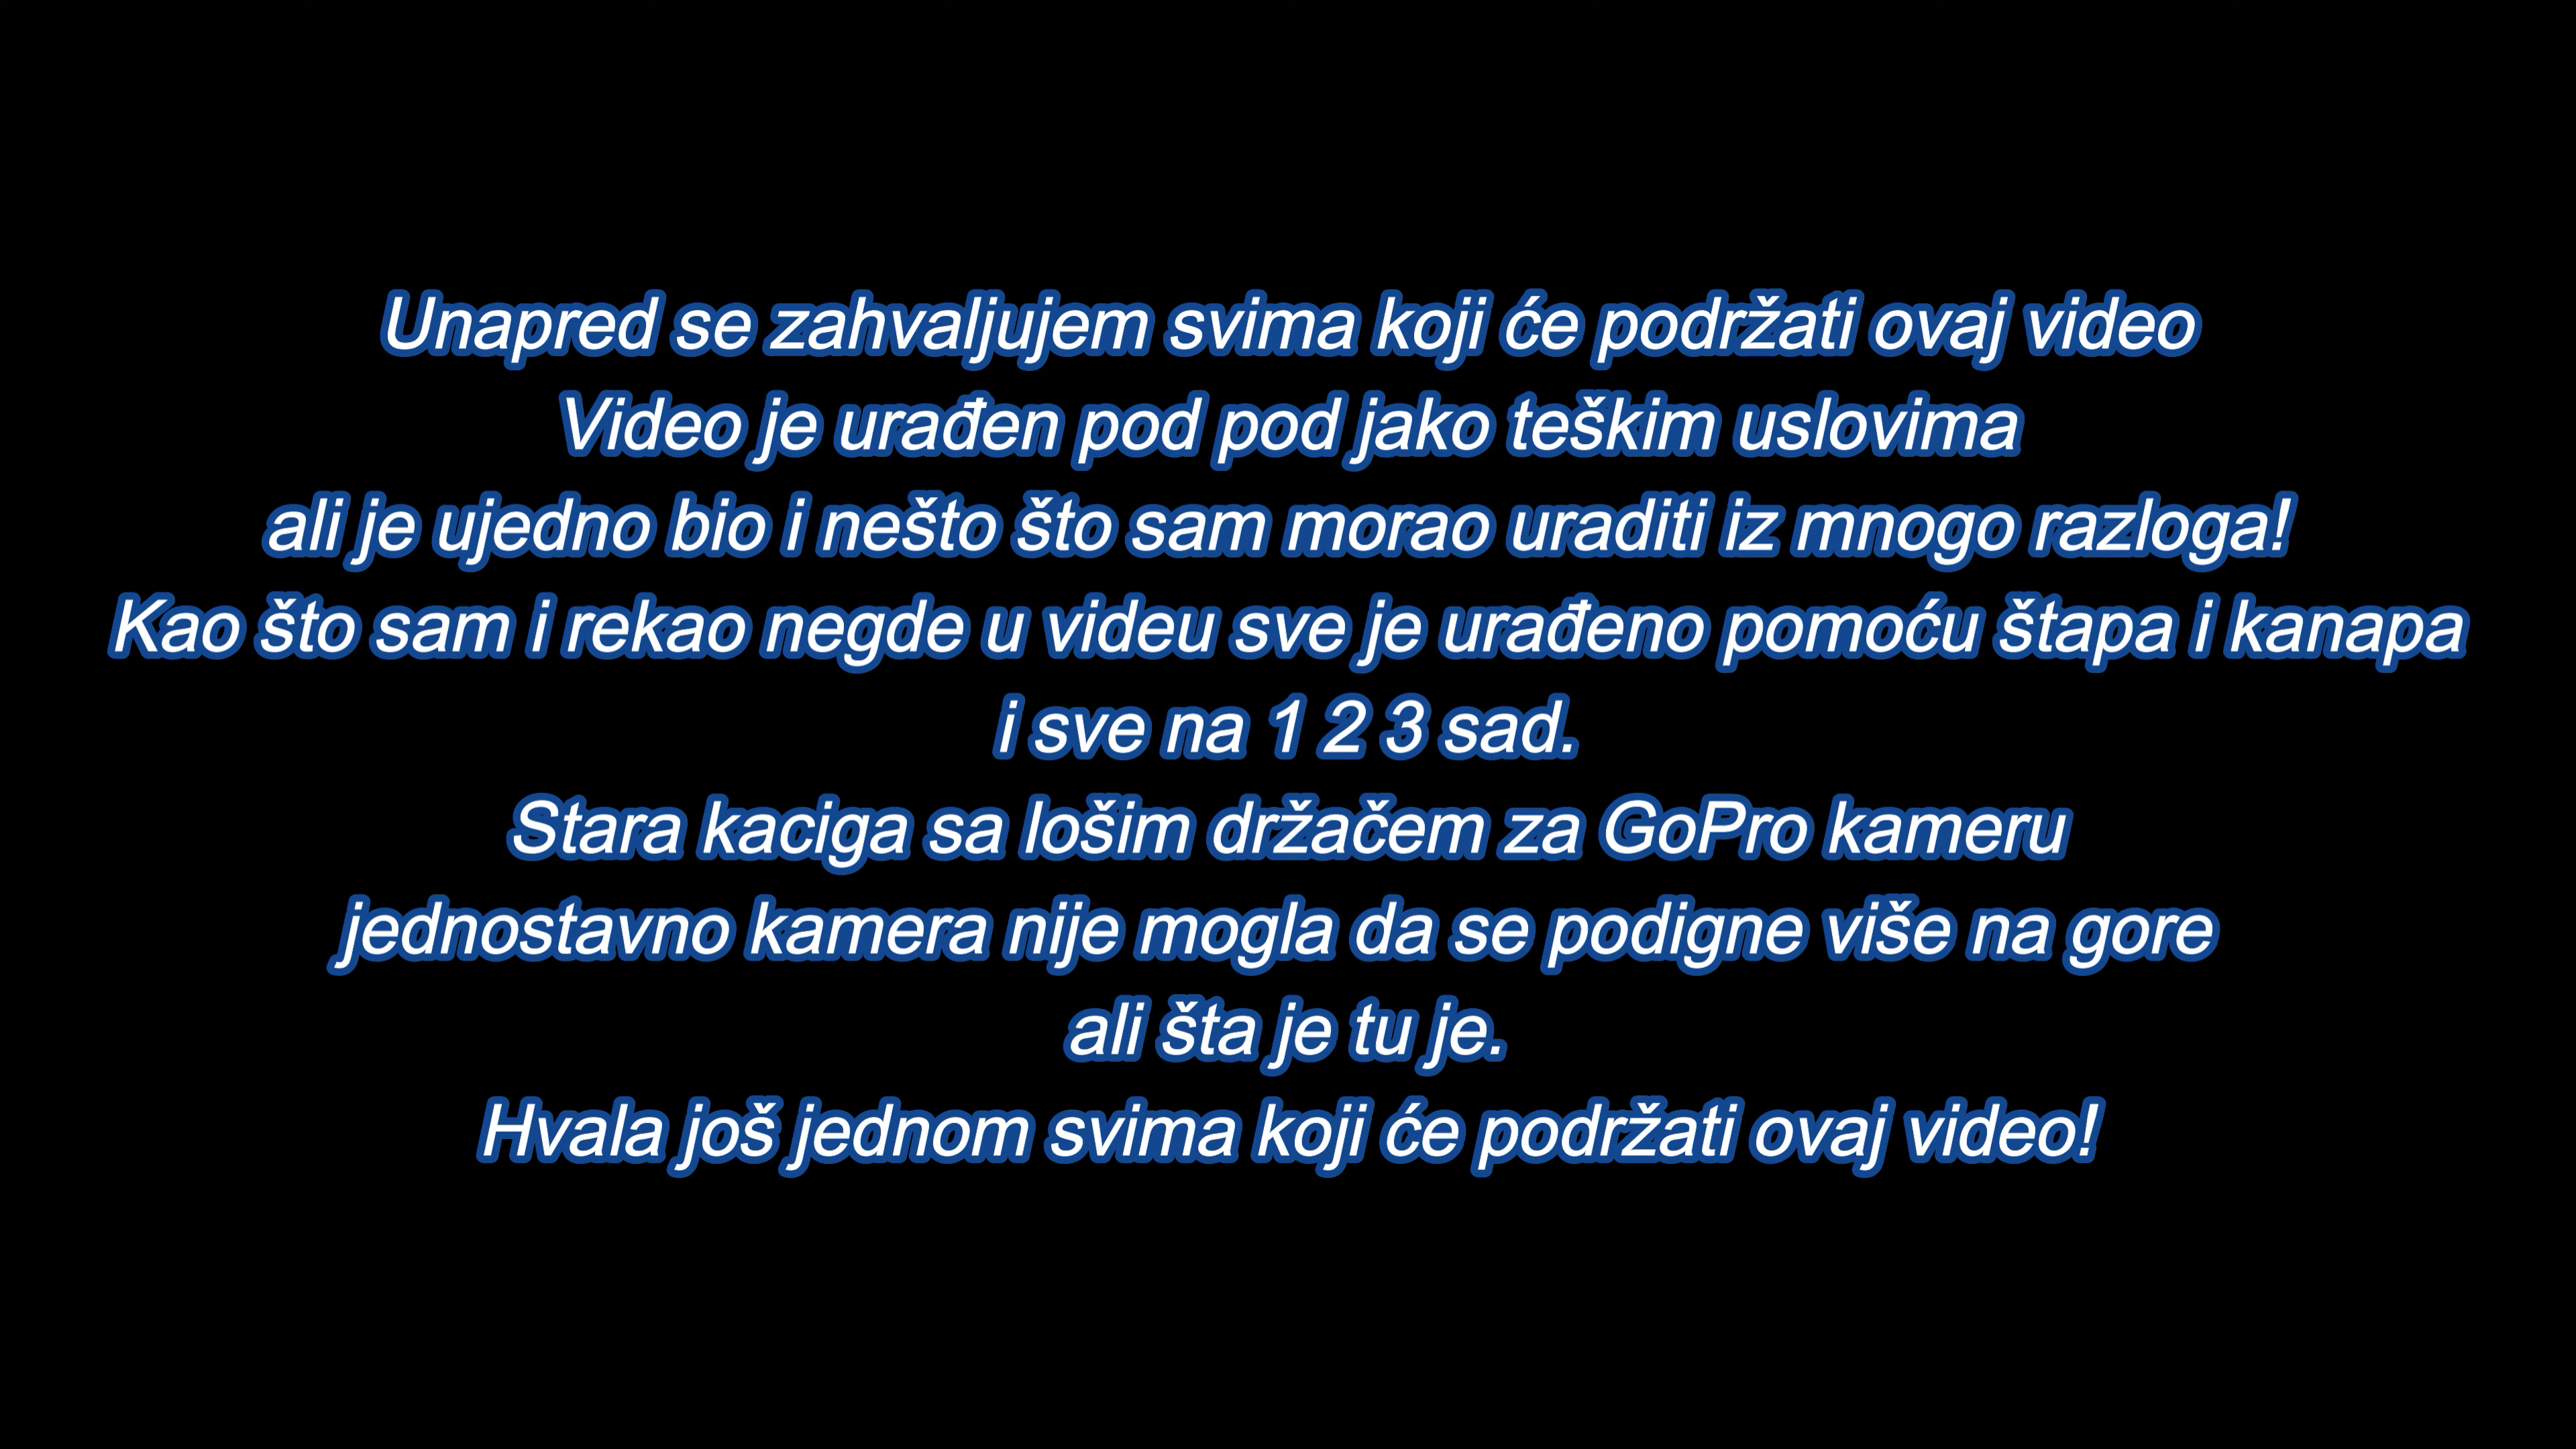 Unapred se zahvaljujem svima koji će podržati ovaj video
Video je urađen pod pod jako teškim uslovima
ali je ujedno bio i nešto što sam morao uraditi iz mnogo razloga!
Kao što sam i rekao negde u videu sve je urađeno pomoću štapa i kanapa
i sve na 1 2 3 sad.
Stara kaciga sa lošim držačem za GoPro kameru
jednostavno kamera nije mogla da se podigne više na gore
ali šta je tu je.
Hvala još jednom svima koji će podržati ovaj video!